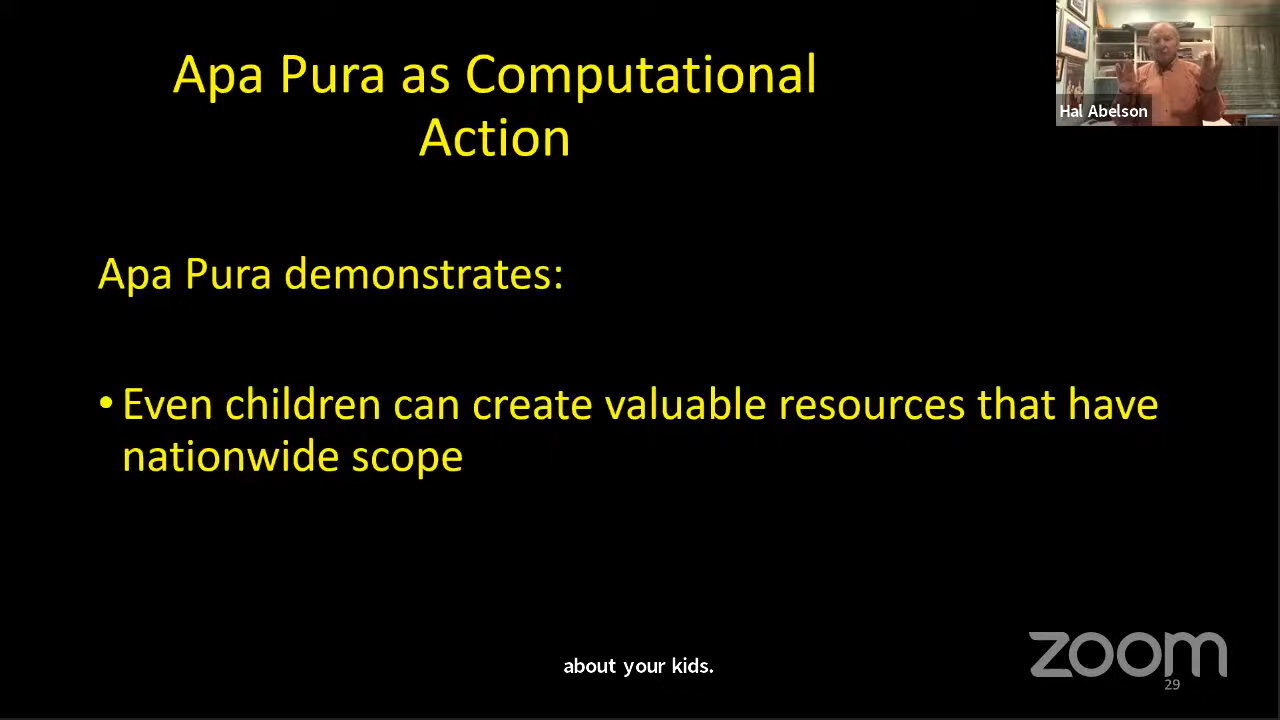 Apa Pura as Computational
Action
Hal Abelson
Apa Pura demonstrates:
• Even children can create valuable resources that have
nationwide scope
about your kids.
zoom
29